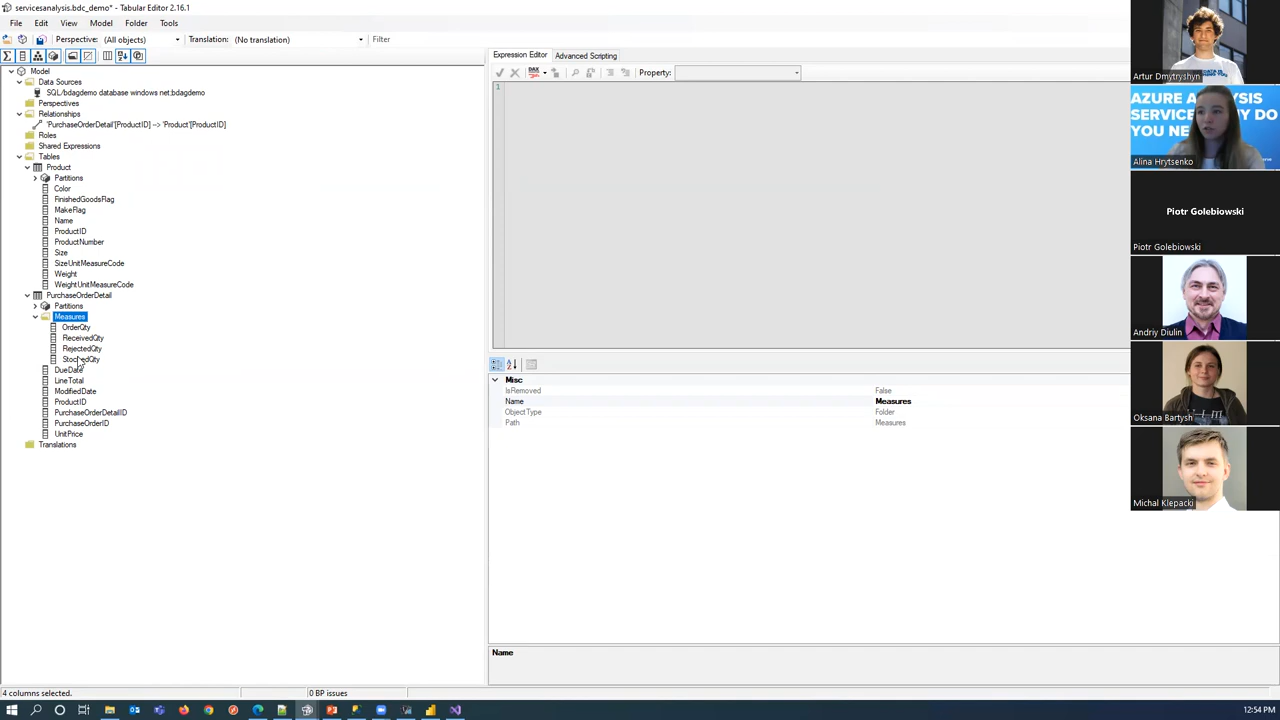 servicesanalysis.bdc_demo* - Tabular Editor 2.16.1
File Edit View Model Folder Tools
Perspective: (All objects) Translation: (No translation) Filter
Expression Editor Advanced Scripting
Property:
1
Model
Data Sources
SQL/bdagdemo database windows net;bdagdemo
Perspectives
Relationships
'PurchaseOrderDetail'[ProductID] --> 'Product'[ProductID]
Roles
Shared Expressions
Tables
Product
Partitions
Color
FinishedGoodsFlag
MakeFlag
Name
ProductID
ProductNumber
Size
SizeUnitMeasureCode
Weight
WeightUnitMeasureCode
PurchaseOrderDetail
Partitions
Measures
OrderQty
ReceivedQty
RejectedQty
StockedQty
DueDate
LineTotal
ModifiedDate
ProductID
PurchaseOrderDetailID
PurchaseOrderID
UnitPrice
Translations
Misc
IsRemoved False
Name Measures
ObjectType Folder
Path Measures
Name
4 columns selected.
0 BP issues
12:54 PM
Artur Dmytryshyn
Alina Hrytsenko
Piotr Golebiowski
Piotr Golebiowski
Andriy Diulin
Oksana Bartysh
Michal Klepacki